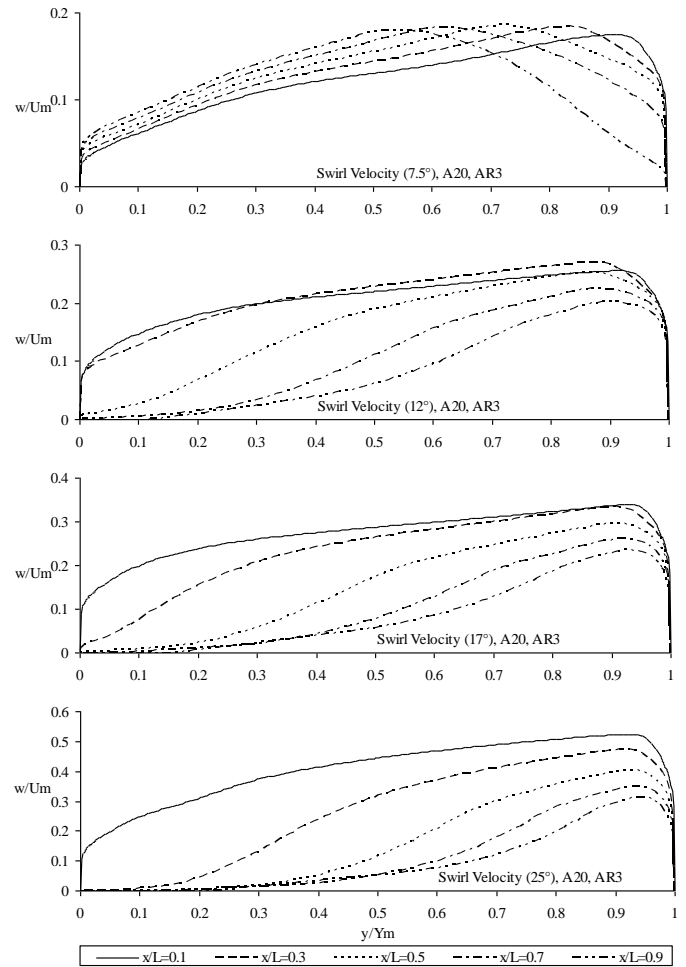 0.2
0.1
w/Um
0
Swirl Velocity (7.5°), A20, AR3
0 0.1 0.2 0.3 0.4 0.5 0.6 0.7 0.8 0.9 1
0.3
0.2
w/Um
0.1
0
Swirl Velocity (12°), A20, AR3
0 0.1 0.2 0.3 0.4 0.5 0.6 0.7 0.8 0.9 1
0.4
0.3
0.2
w/Um
0.1
0
Swirl Velocity (17°), A20, AR3
0 0.1 0.2 0.3 0.4 0.5 0.6 0.7 0.8 0.9 1
0.6
0.5
0.4
w/Um
0.3
0.2
0.1
0
Swirl Velocity (25°), A20, AR3
0 0.1 0.2 0.3 0.4 0.5 0.6 0.7 0.8 0.9 1
y/Ym
x/L=0.1 x/L=0.3 x/L=0.5 x/L=0.7 x/L=0.9